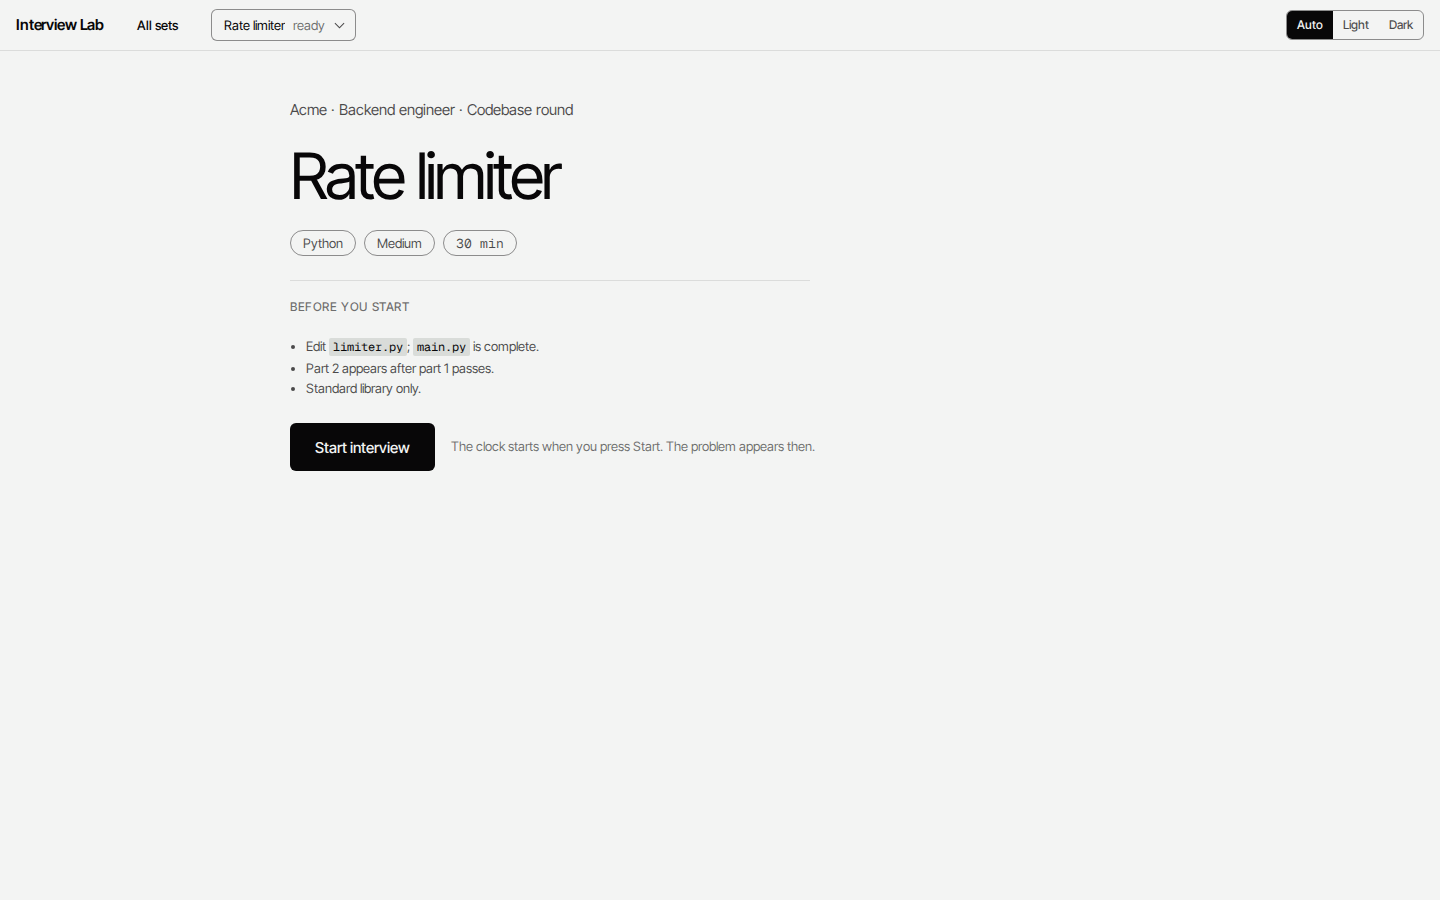 Interview Lab All sets Rate limiter ready Auto Light Dark
Acme · Backend engineer · Codebase round
Rate limiter
Python Medium 30 min
BEFORE YOU START
• Edit limiter.py; main.py is complete.
• Part 2 appears after part 1 passes.
• Standard library only.
Start interview The clock starts when you press Start. The problem appears then.